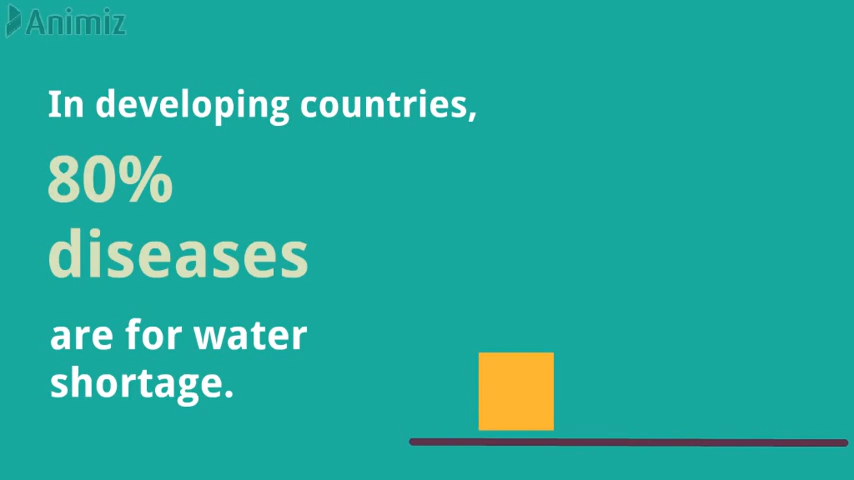 Animiz
In developing countries,
80%
diseases
are for water
shortage.